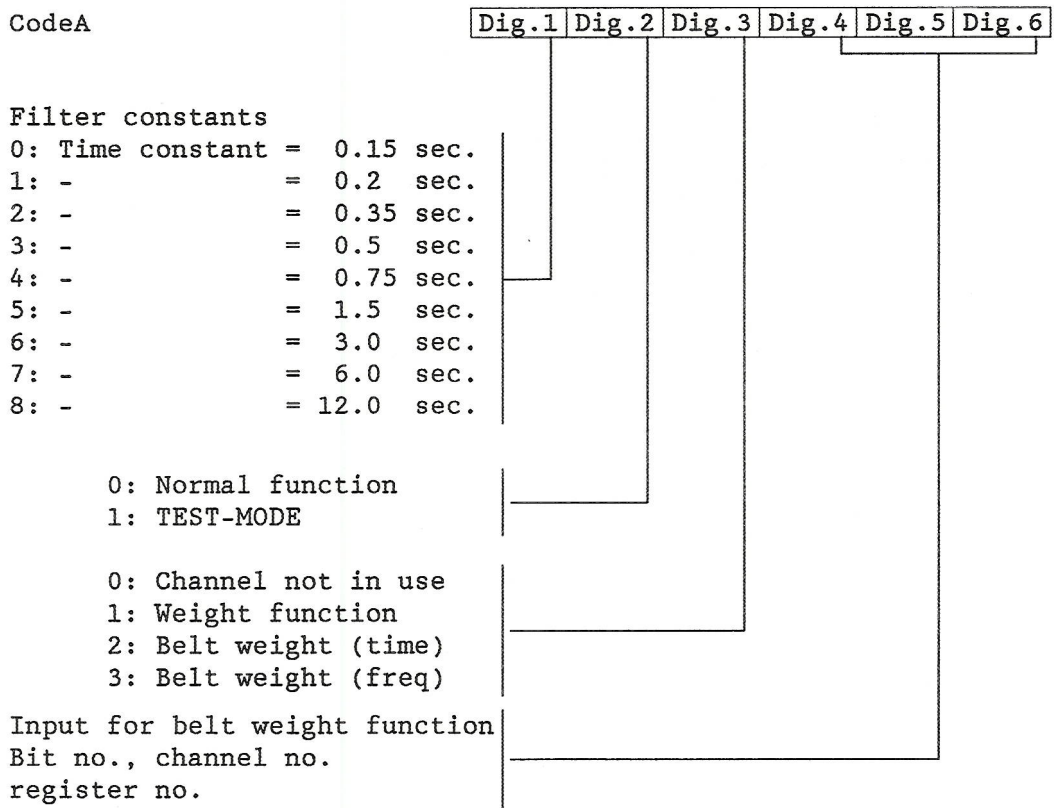 CodeA Dig.1 Dig.2 Dig.3 Dig.4 Dig.5 Dig.6
Filter constants
0: Time constant = 0.15 sec.
1: - = 0.2 sec.
2: - = 0.35 sec.
3: - = 0.5 sec.
4: - = 0.75 sec.
5: - = 1.5 sec.
6: - = 3.0 sec.
7: - = 6.0 sec.
8: - = 12.0 sec.
0: Normal function
1: TEST-MODE
0: Channel not in use
1: Weight function
2: Belt weight (time)
3: Belt weight (freq)
Input for belt weight function
Bit no., channel no.
register no.